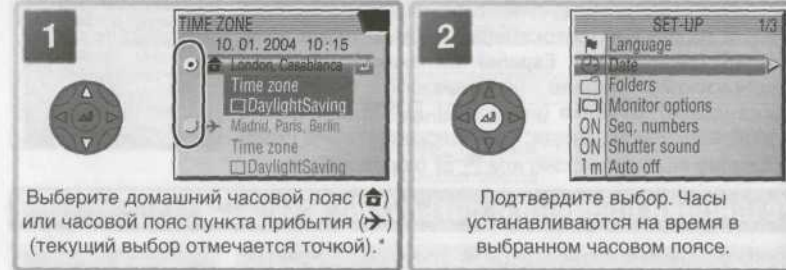 1
TIME ZONE
10. 01. 2004 10:15
London, Casablanca
Time zone
DaylightSaving
Madrid, Paris, Berlin
Time zone
DaylightSaving
Выберите домашний часовой пояс ()
или часовой пояс пункта прибытия ()
(текущий выбор отмечается точкой).*
2
SET-UP 1/3
Language
Date
Folders
Monitor options
ON Seq. numbers
ON Shutter sound
1m Auto off
Подтвердите выбор. Часы
устанавливаются на время в
выбранном часовом поясе.